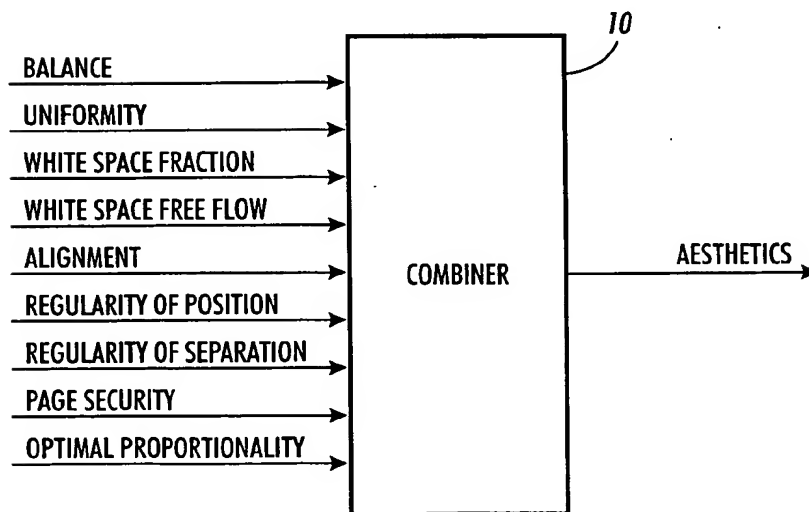 10
BALANCE
UNIFORMITY
WHITE SPACE FRACTION
WHITE SPACE FREE FLOW
ALIGNMENT
REGULARITY OF POSITION
REGULARITY OF SEPARATION
PAGE SECURITY
OPTIMAL PROPORTIONALITY
COMBINER
AESTHETICS